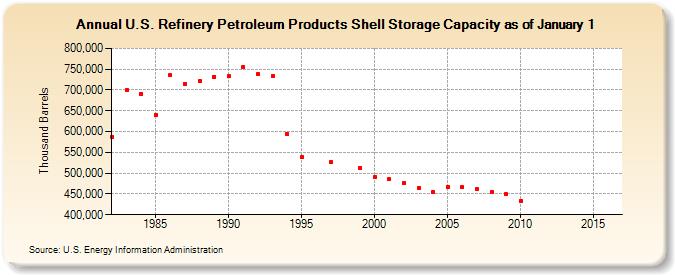 Annual U.S. Refinery Petroleum Products Shell Storage Capacity as of January 1
Thousand Barrels
800,000
750,000
700,000
650,000
600,000
550,000
500,000
450,000
400,000
1985 1990 1995 2000 2005 2010 2015
Source: U.S. Energy Information Administration